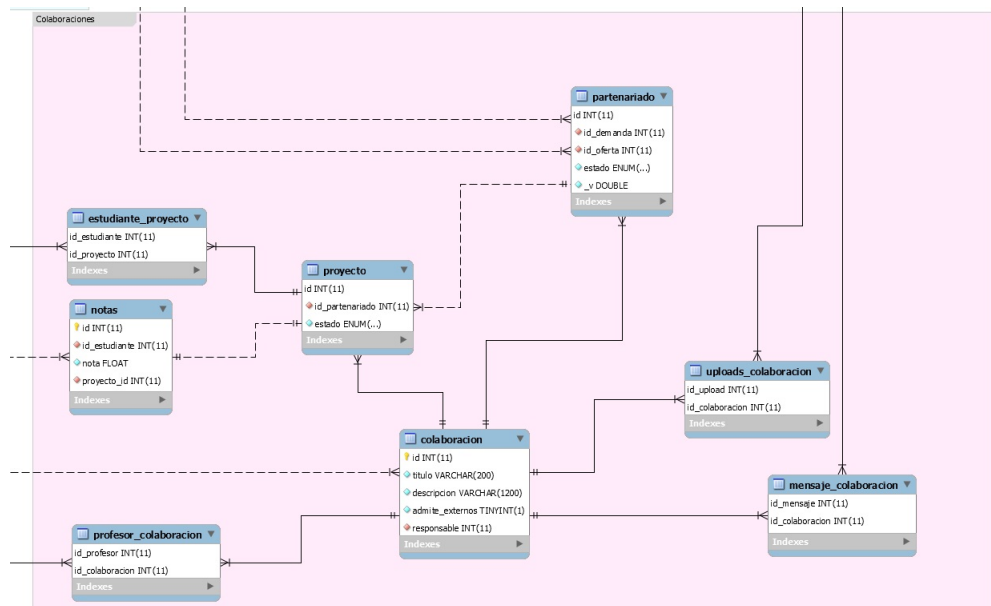 Colaboraciones
partenariado
id INT(11)
id_demanda INT(11)
id_oferta INT(11)
estado ENUM(...)
_v DOUBLE
Indexes
estudiante_proyecto
id_estudiante INT(11)
id_proyecto INT(11)
Indexes
proyecto
id INT(11)
id_partenariado INT(11)
estado ENUM(...)
Indexes
notas
id INT(11)
id_estudiante INT(11)
nota FLOAT
proyecto_id INT(11)
Indexes
uploads_colaboracion
id_upload INT(11)
id_colaboracion INT(11)
Indexes
colaboracion
id INT(11)
titulo VARCHAR(200)
descripcion VARCHAR(1200)
admite_externos TINYINT(1)
responsable INT(11)
Indexes
mensaje_colaboracion
id_mensaje INT(11)
id_colaboracion INT(11)
Indexes
profesor_colaboracion
id_profesor INT(11)
id_colaboracion INT(11)
Indexes